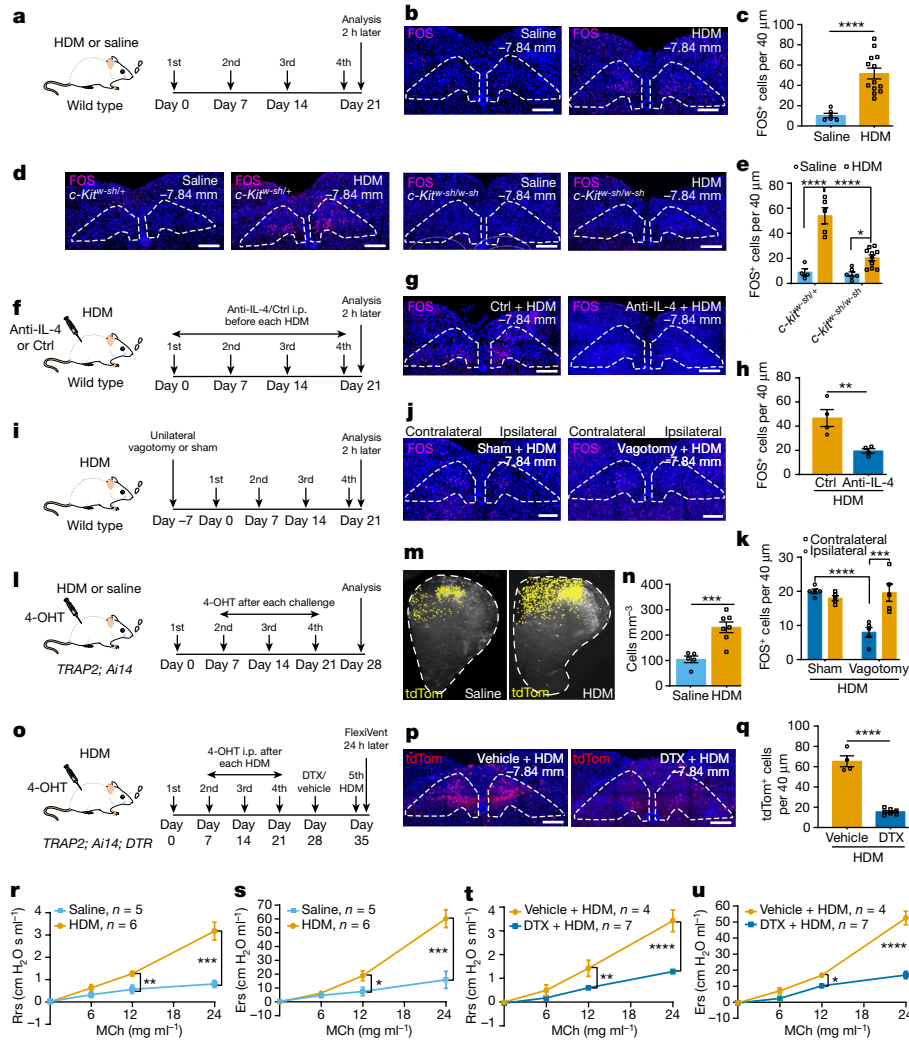 a
HDM or saline
Wild type
1st 2nd 3rd 4th
Analysis
2 h later
Day 0 Day 7 Day 14 Day 21
b
FOS Saline
–7.84 mm
HDM
–7.84 mm
c
FOS+ cells per 40 μm
100
80
60
40
20
0
****
Saline HDM
d
FOS Saline
c-Kitw-sh/+ –7.84 mm
FOS HDM
c-Kitw-sh/+ –7.84 mm
Saline
c-Kitw-sh/w-sh –7.84 mm
HDM
c-Kitw-sh/w-sh –7.84 mm
e
Saline HDM
**** ****
*
FOS+ cells per 40 μm
80
60
40
20
0
c-Kitw-sh/+
c-Kitw-sh/w-sh
f
HDM
Anti-IL-4
or Ctrl
Wild type
Anti-IL-4/Ctrl i.p.
before each HDM
Analysis
2 h later
1st 2nd 3rd 4th
Day 0 Day 7 Day 14 Day 21
g
FOS Ctrl + HDM
–7.84 mm
Anti-IL-4 + HDM
–7.84 mm
h
FOS+ cells per 40 μm
100
80
60
40
20
0
**
Ctrl Anti-IL-4
HDM
i
HDM
Wild type
Unilateral
vagotomy or sham
Analysis
2 h later
1st 2nd 3rd 4th
Day –7 Day 0 Day 7 Day 14 Day 21
j
Contralateral Ipsilateral
FOS Sham + HDM
–7.84 mm
Contralateral Ipsilateral
FOS Vagotomy + HDM
–7.84 mm
k
Contralateral
Ipsilateral
**** ***
FOS+ cells per 40 μm
20
10
0
Sham Vagotomy
HDM
l
HDM or saline
4-OHT
TRAP2; Ai14
4-OHT after each challenge
Analysis
1st 2nd 3rd 4th
Day 0 Day 7 Day 14 Day 21 Day 28
m
tdTom Saline
tdTom HDM
n
Cells mm–3
400
300
200
100
0
***
Saline HDM
o
HDM
4-OHT
TRAP2; Ai14; DTR
4-OHT i.p. after
each HDM
FlexiVent
24 h later
DTX/
vehicle
5th
HDM
1st 2nd 3rd 4th
Day Day Day Day Day Day
0 7 14 21 28 35
p
tdTom Vehicle + HDM
–7.84 mm
tdTom DTX + HDM
–7.84 mm
q
tdTom+ cells
per 40 μm
100
80
60
40
20
0
****
Vehicle DTX
HDM
r
Saline, n = 5
HDM, n = 6
Rrs (cm H2O s ml–1)
4
3
2
1
0
–1
** ***
0 6 12 24
MCh (mg ml–1)
s
Saline, n = 5
HDM, n = 6
Ers (cm H2O ml–1)
60
50
40
30
20
10
0
–10
* ***
0 6 12 24
MCh (mg ml–1)
t
Vehicle + HDM, n = 4
DTX + HDM, n = 7
Rrs (cm H2O s ml–1)
4
3
2
1
0
–1
** ****
0 6 12 24
MCh (mg ml–1)
u
Vehicle + HDM, n = 4
DTX + HDM, n = 7
Ers (cm H2O ml–1)
60
50
40
30
20
10
0
–10
* ****
0 6 12 24
MCh (mg ml–1)